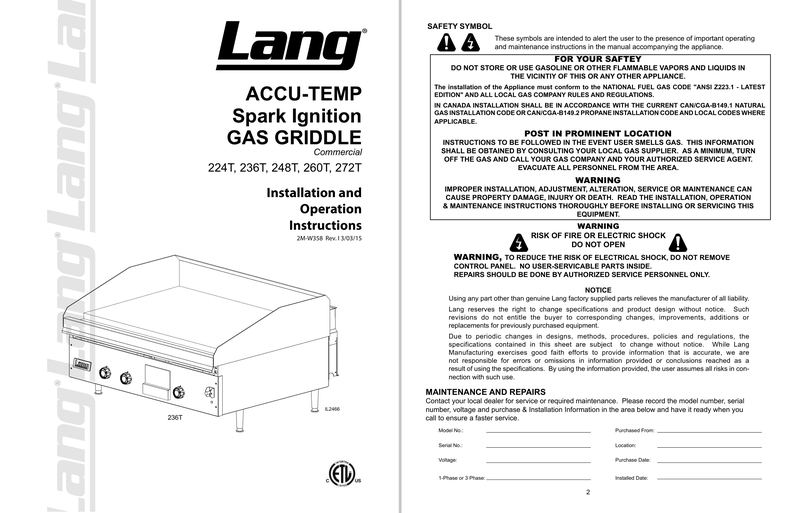 Lang®
ACCU-TEMP
Spark Ignition
GAS GRIDDLE
Commercial
224T, 236T, 248T, 260T, 272T
Installation and
Operation
Instructions
2M-W358 Rev. I 3/03/15
Lang
236T
IL2466
C ETL US
Lang® Lang® Lang® Lang
SAFETY SYMBOL
These symbols are intended to alert the user to the presence of important operating
and maintenance instructions in the manual accompanying the appliance.
FOR YOUR SAFTEY
DO NOT STORE OR USE GASOLINE OR OTHER FLAMMABLE VAPORS AND LIQUIDS IN
THE VICINTIY OF THIS OR ANY OTHER APPLIANCE.
The installation of the Appliance must conform to the NATIONAL FUEL GAS CODE "ANSI Z223.1 - LATEST
EDITION" AND ALL LOCAL GAS COMPANY RULES AND REGULATIONS.
IN CANADA INSTALLATION SHALL BE IN ACCORDANCE WITH THE CURRENT CAN/CGA-B149.1 NATURAL
GAS INSTALLATION CODE OR CAN/CGA-B149.2 PROPANE INSTALLATION CODE AND LOCAL CODES WHERE
APPLICABLE.
POST IN PROMINENT LOCATION
INSTRUCTIONS TO BE FOLLOWED IN THE EVENT USER SMELLS GAS. THIS INFORMATION
SHALL BE OBTAINED BY CONSULTING YOUR LOCAL GAS SUPPLIER. AS A MINIMUM, TURN
OFF THE GAS AND CALL YOUR GAS COMPANY AND YOUR AUTHORIZED SERVICE AGENT.
EVACUATE ALL PERSONNEL FROM THE AREA.
WARNING
IMPROPER INSTALLATION, ADJUSTMENT, ALTERATION, SERVICE OR MAINTENANCE CAN
CAUSE PROPERTY DAMAGE, INJURY OR DEATH. READ THE INSTALLATION, OPERATION
& MAINTENANCE INSTRUCTIONS THOROUGHLY BEFORE INSTALLING OR SERVICING THIS
EQUIPMENT.
WARNING
RISK OF FIRE OR ELECTRIC SHOCK
DO NOT OPEN
WARNING, TO REDUCE THE RISK OF ELECTRICAL SHOCK, DO NOT REMOVE
CONTROL PANEL. NO USER-SERVICABLE PARTS INSIDE.
REPAIRS SHOULD BE DONE BY AUTHORIZED SERVICE PERSONNEL ONLY.
NOTICE
Using any part other than genuine Lang factory supplied parts relieves the manufacturer of all liability.
Lang reserves the right to change specifications and product design without notice. Such
revisions do not entitle the buyer to corresponding changes, improvements, additions or
replacements for previously purchased equipment.
Due to periodic changes in designs, methods, procedures, policies and regulations, the
specifications contained in this sheet are subject to change without notice. While Lang
Manufacturing exercises good faith efforts to provide information that is accurate, we are
not responsible for errors or omissions in information provided or conclusions reached as a
result of using the specifications. By using the information provided, the user assumes all risks in con-
nection with such use.
MAINTENANCE AND REPAIRS
Contact your local dealer for service or required maintenance. Please record the model number, serial
number, voltage and purchase & Installation Information in the area below and have it ready when you
call to ensure a faster service.
Model No.: Purchased From:
Serial No.: Location:
Voltage: Purchase Date:
1-Phase or 3 Phase: Installed Date:
2